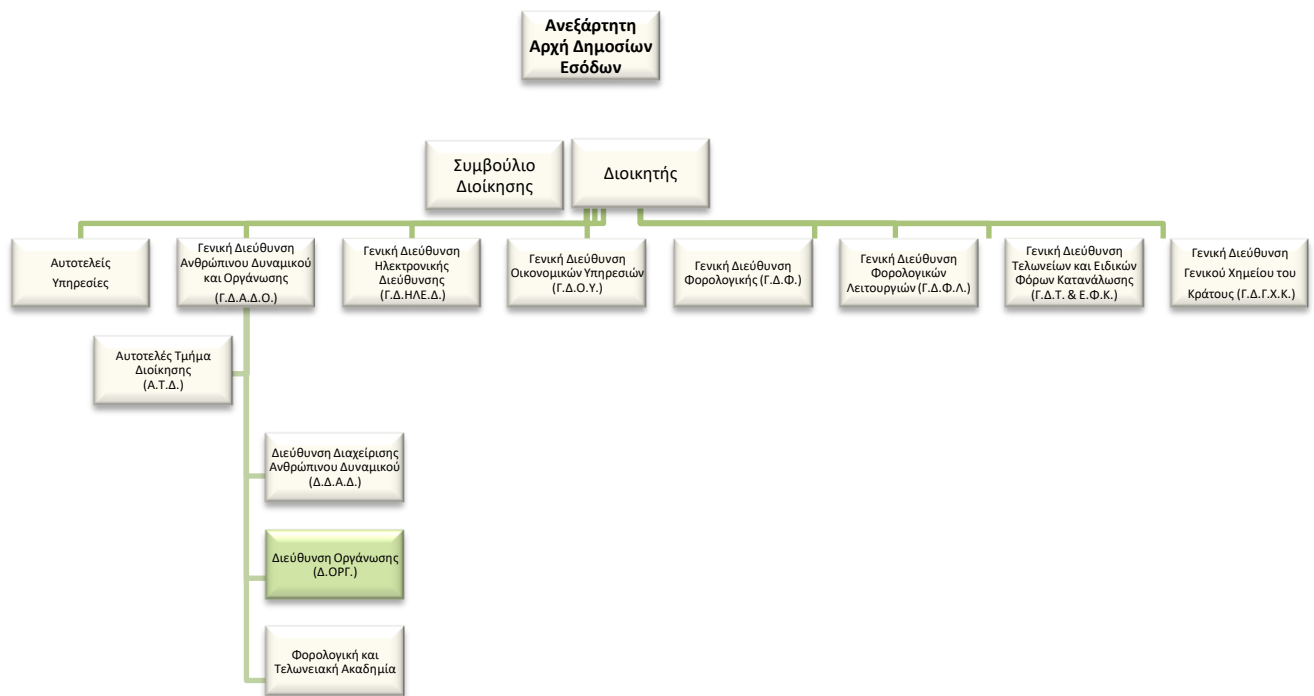 Ανεξάρτητη
Αρχή Δημοσίων
Εσόδων
Συμβούλιο
Διοίκησης
Διοικητής
Αυτοτελείς
Υπηρεσίες
Γενική Διεύθυνση
Ανθρώπινου Δυναμικού
και Οργάνωσης
(Γ.Δ.Α.Δ.Ο.)
Γενική Διεύθυνση
Ηλεκτρονικής
Διεύθυνσης
(Γ.Δ.ΗΛΕ.Δ.)
Γενική Διεύθυνση
Οικονομικών Υπηρεσιών
(Γ.Δ.Ο.Υ.)
Γενική Διεύθυνση
Φορολογικής (Γ.Δ.Φ.)
Γενική Διεύθυνση
Φορολογικών
Λειτουργιών (Γ.Δ.Φ.Λ.)
Γενική Διεύθυνση
Τελωνείων και Ειδικών
Φόρων Κατανάλωσης
(Γ.Δ.Τ. & Ε.Φ.Κ.)
Γενική Διεύθυνση
Γενικού Χημείου του
Κράτους (Γ.Δ.Γ.Χ.Κ.)
Αυτοτελές Τμήμα
Διοίκησης
(Α.Τ.Δ.)
Διεύθυνση Διαχείρισης
Ανθρώπινου Δυναμικού
(Δ.Δ.Α.Δ.)
Διεύθυνση Οργάνωσης
(Δ.ΟΡΓ.)
Φορολογική και
Τελωνειακή Ακαδημία